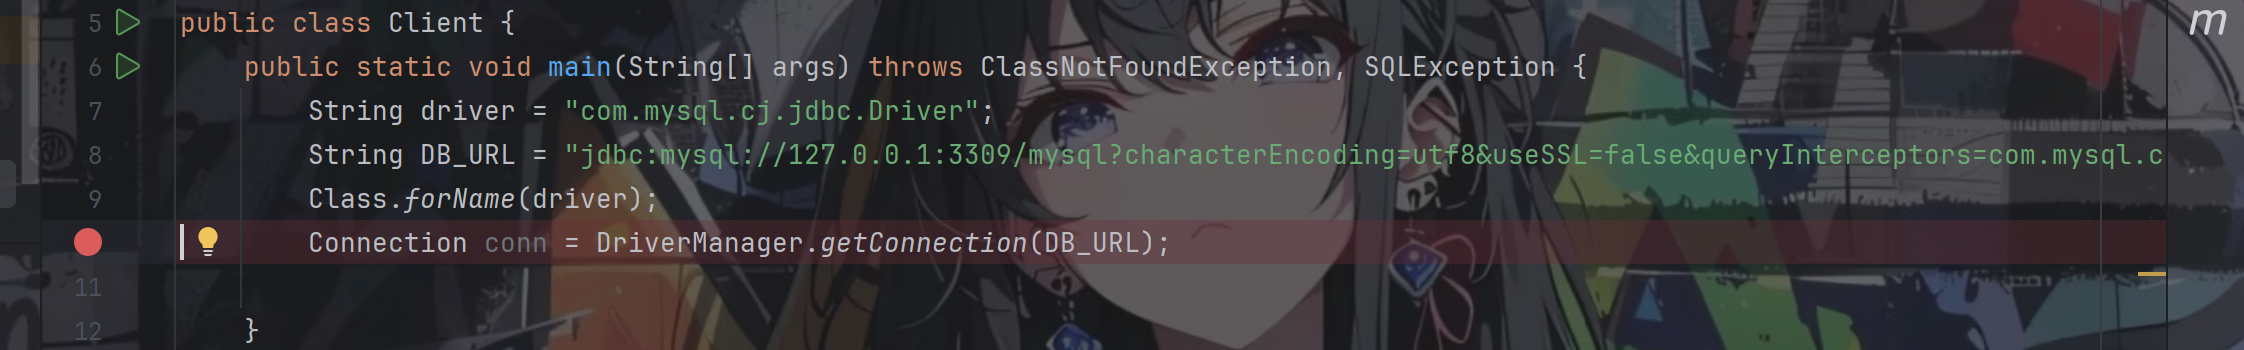 5 public class Client {
m
6 public static void main(String[] args) throws ClassNotFoundException, SQLException {
7 String driver = "com.mysql.cj.jdbc.Driver";
8 String DB_URL = "jdbc:mysql://127.0.0.1:3309/mysql?characterEncoding=utf8&useSSL=false&queryInterceptors=com.mysql.c
9 Class.forName(driver);
Connection conn = DriverManager.getConnection(DB_URL);
11
12 }